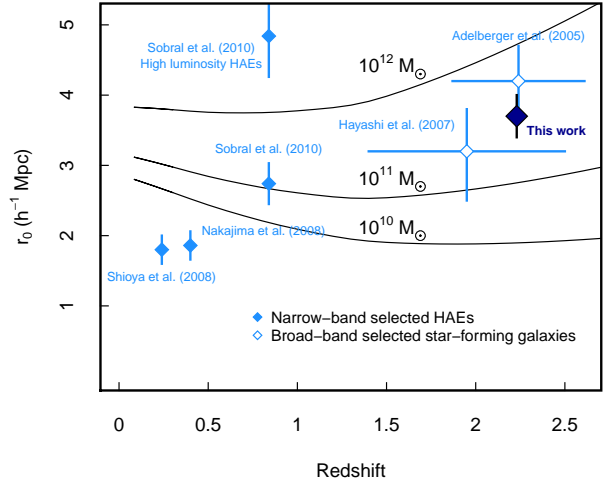 5
4
3
2
1
r₀ (h⁻¹ Mpc)
Sobral et al. (2010)
High luminosity HAEs
10¹² M☉
Adelberger et al. (2005)
Hayashi et al. (2007)
This work
Sobral et al. (2010)
10¹¹ M☉
10¹⁰ M☉
Nakajima et al. (2008)
Shioya et al. (2008)
Narrow−band selected HAEs
Broad−band selected star−forming galaxies
0 0.5 1 1.5 2 2.5
Redshift